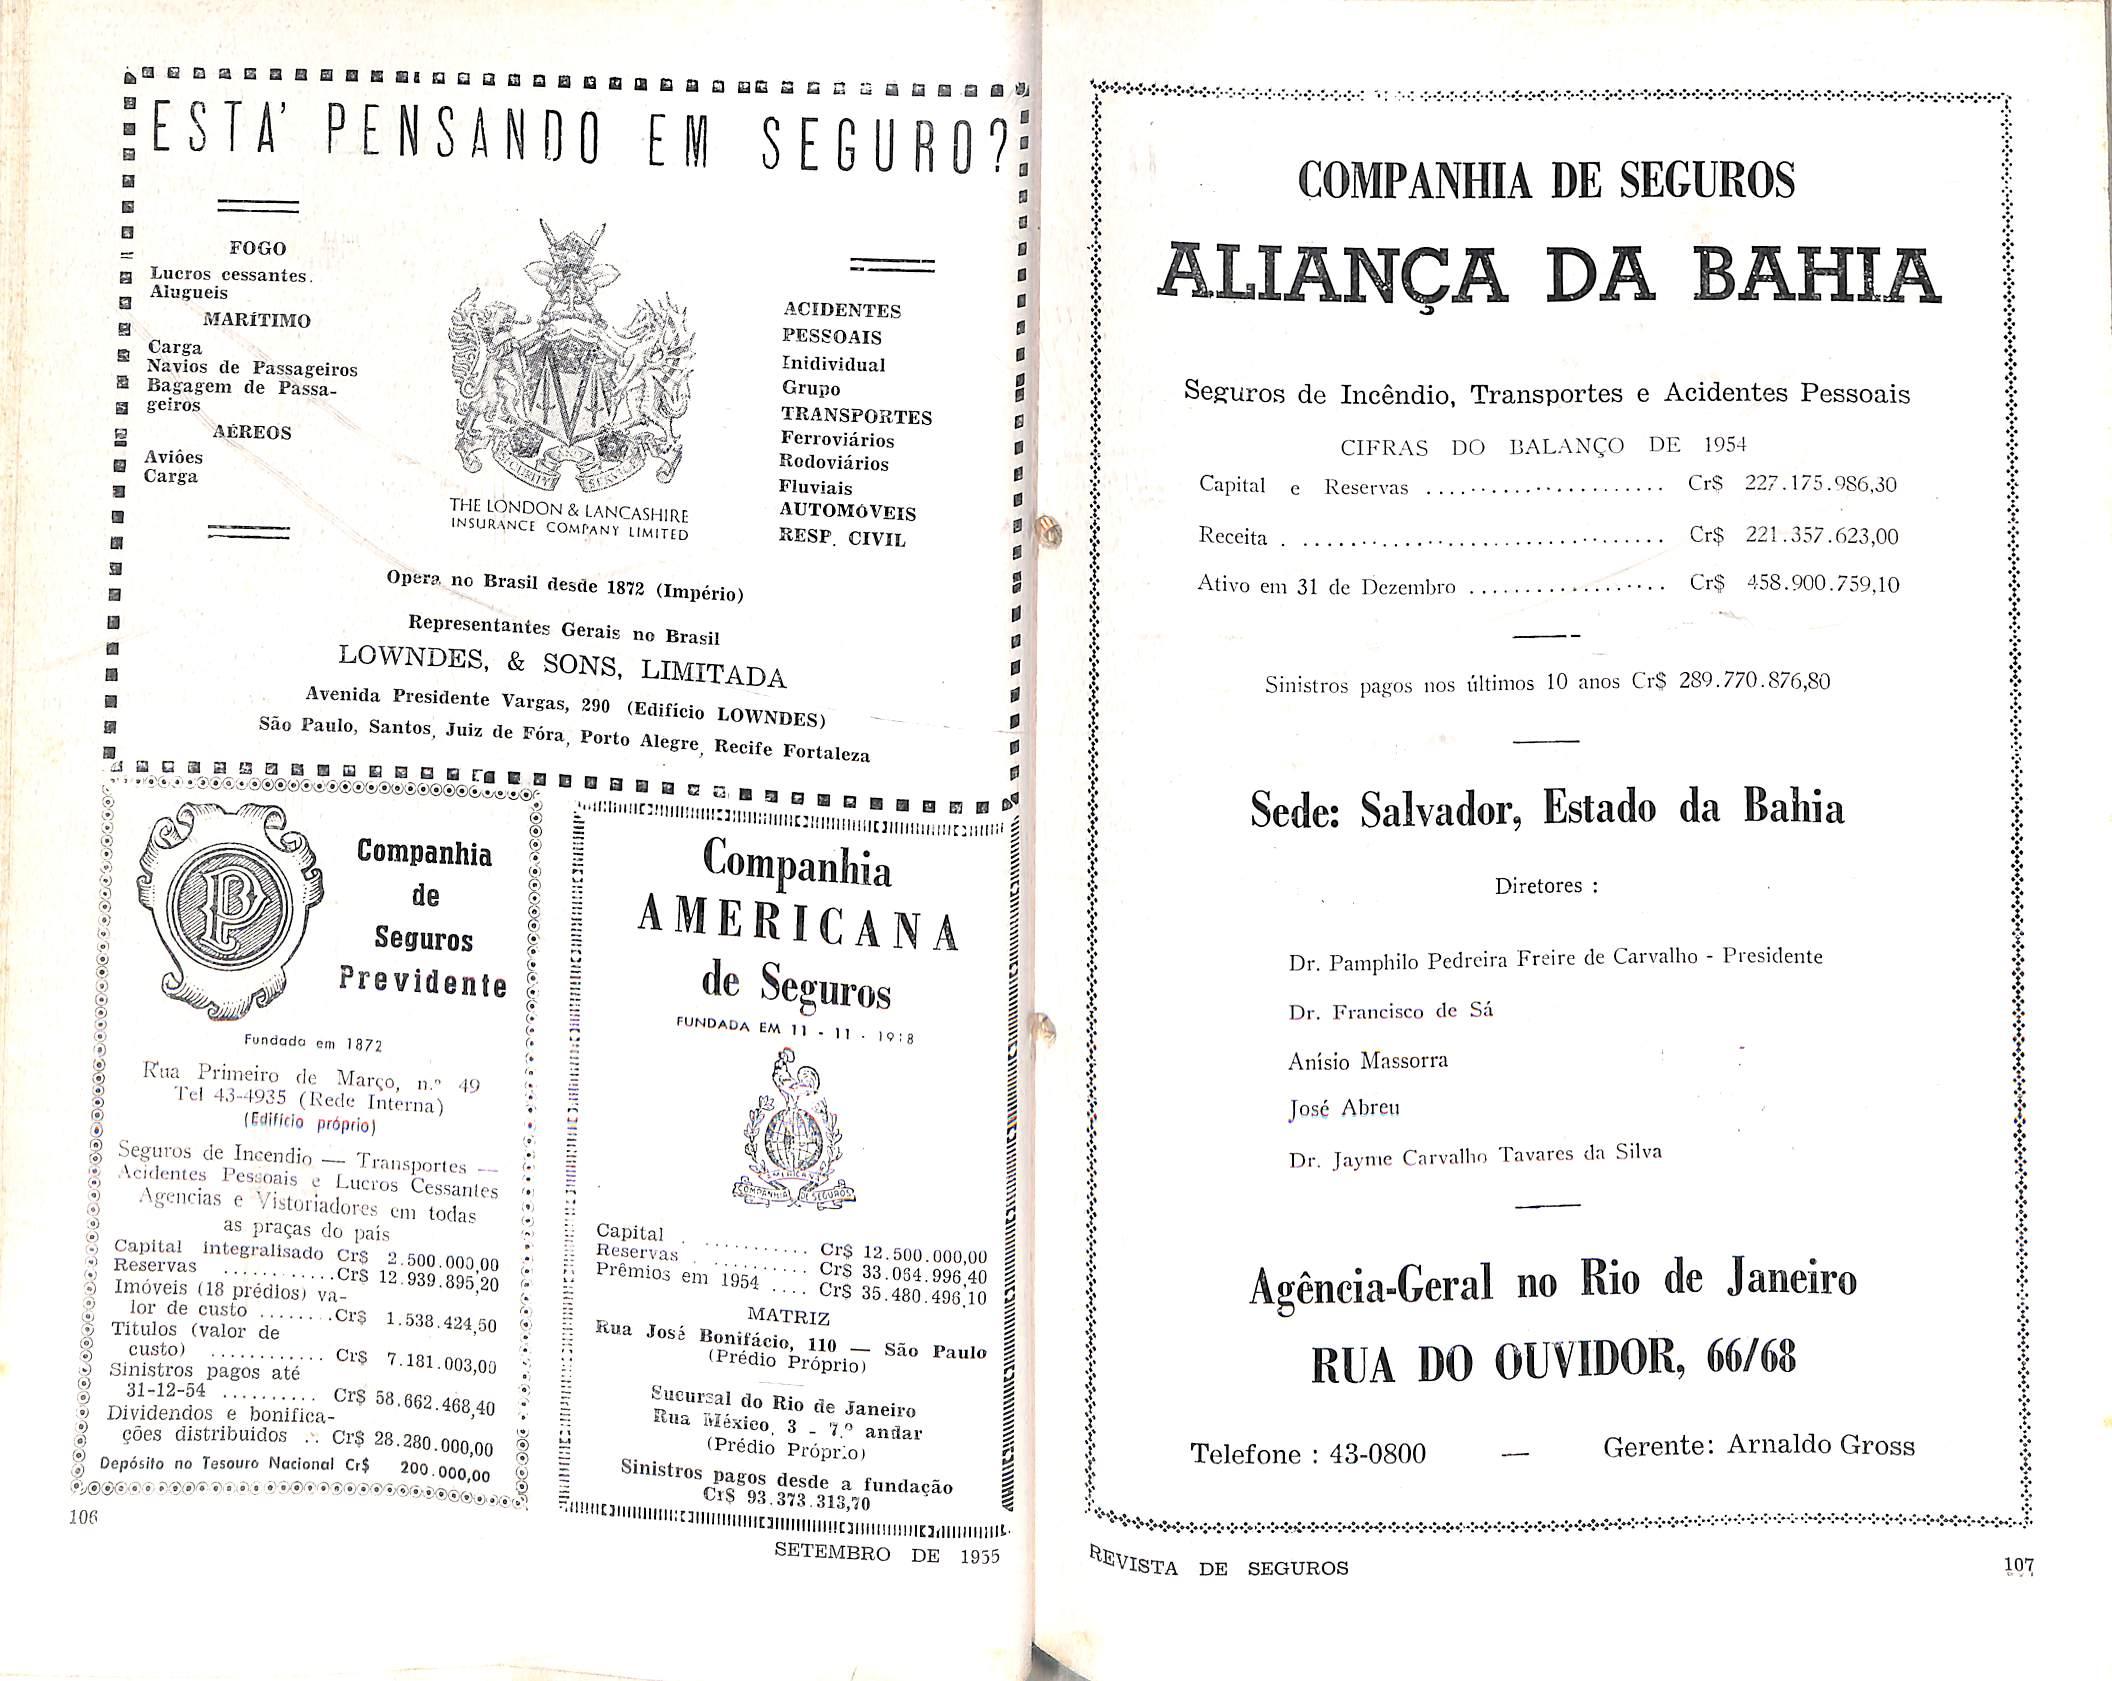 ESTA' PENSANDO EM SEGURO?
FOGO
Lucros cessantes.
Alugueis
MARÍTIMO
Carga
Navios de Passageiros
Bagagem de Passa-
geiros
AÉREOS
Aviões
Carga
THE LONDON & LANCASHIRE
INSURANCE COMPANY LIMITED
ACIDENTES
PESSOAIS
Inidividual
Grupo
TRANSPORTES
Ferroviários
Rodoviários
Fluviais
AUTOMÓVEIS
RESP. CIVIL
Opera no Brasil desde 1872 (Império)
Representantes Gerais no Brasil
LOWNDES, & SONS, LIMITADA
Avenida Presidente Vargas, 290 (Edifício LOWNDES)
São Paulo, Santos, Juiz de Fóra, Porto Alegre, Recife Fortaleza
Companhia
de
Seguros
Previdente
Fundada em 1872
Rua Primeiro de Março, n.º 49
Tel 43-4935 (Rede Interna)
(Edifício próprio)
Seguros de Incendio — Transportes —
Acidentes Pessoais e Lucros Cessantes
Agencias e Vistoriadores em todas
as praças do país
Capital integralisado Cr$ 2.500.000,00
Reservas ............Cr$ 12.939.895,20
Imóveis (18 prédios) va-
lor de custo ........Cr$ 1.538.424,50
Títulos (valor de
custo) ............ Cr$ 7.181.003,00
Sinistros pagos até
31-12-54 .......... Cr$ 58.662.468,40
Dividendos e bonifica-
ções distribuidos .. Cr$ 28.280.000,00
Depósito no Tesouro Nacional Cr$ 200.000,00
106
Companhia
AMERICANA
de Seguros
FUNDADA EM 11 - 11 - 1918
COMPANHIA
DE SEGUROS
Capital . ........... Cr$ 12.500.000,00
Reservas . .......... Cr$ 33.054.996,40
Prêmios em 1954 .... Cr$ 35.480.496,10
MATRIZ
Rua José Bonifácio, 110 — São Paulo
(Prédio Próprio)
Sucursal do Rio de Janeiro
Rua México, 3 - 7.º andar
(Prédio Próprio)
Sinistros pagos desde a fundação
Cr$ 93.373.313,70
SETEMBRO DE 1955
COMPANHIA DE SEGUROS
ALIANÇA DA BAHIA
Seguros de Incêndio, Transportes e Acidentes Pessoais
CIFRAS DO BALANÇO DE 1954
Capital e Reservas ........................ Cr$ 227.175.986,30
Receita . .................................... Cr$ 221.357.623,00
Ativo em 31 de Dezembro .................... Cr$ 458.900.759,10
Sinistros pagos nos últimos 10 anos Cr$ 289.770.876,80
Sede: Salvador, Estado da Bahia
Diretores :
Dr. Pamphilo Pedreira Freire de Carvalho - Presidente
Dr. Francisco de Sá
Anísio Massorra
José Abreu
Dr. Jayme Carvalho Tavares da Silva
Agência-Geral no Rio de Janeiro
RUA DO OUVIDOR, 66/68
Telefone : 43-0800 — Gerente: Arnaldo Gross
REVISTA DE SEGUROS
107